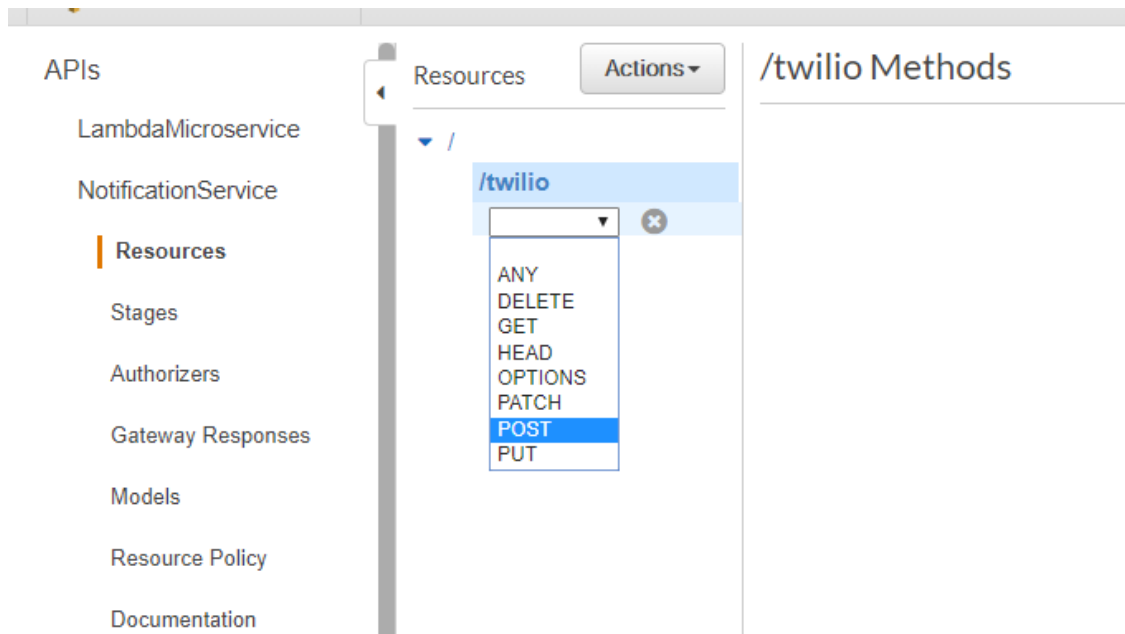 APIs
LambdaMicroservice
NotificationService
Resources
Stages
Authorizers
Gateway Responses
Models
Resource Policy
Documentation
Resources
Actions
/
/twilio
ANY
DELETE
GET
HEAD
OPTIONS
PATCH
POST
PUT
/twilio Methods